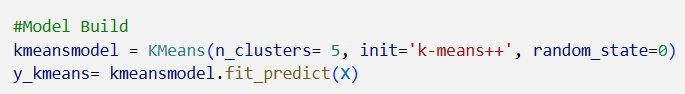 #Model Build
kmeansmodel = KMeans(n_clusters= 5, init='k-means++', random_state=0)
y_kmeans= kmeansmodel.fit_predict(X)